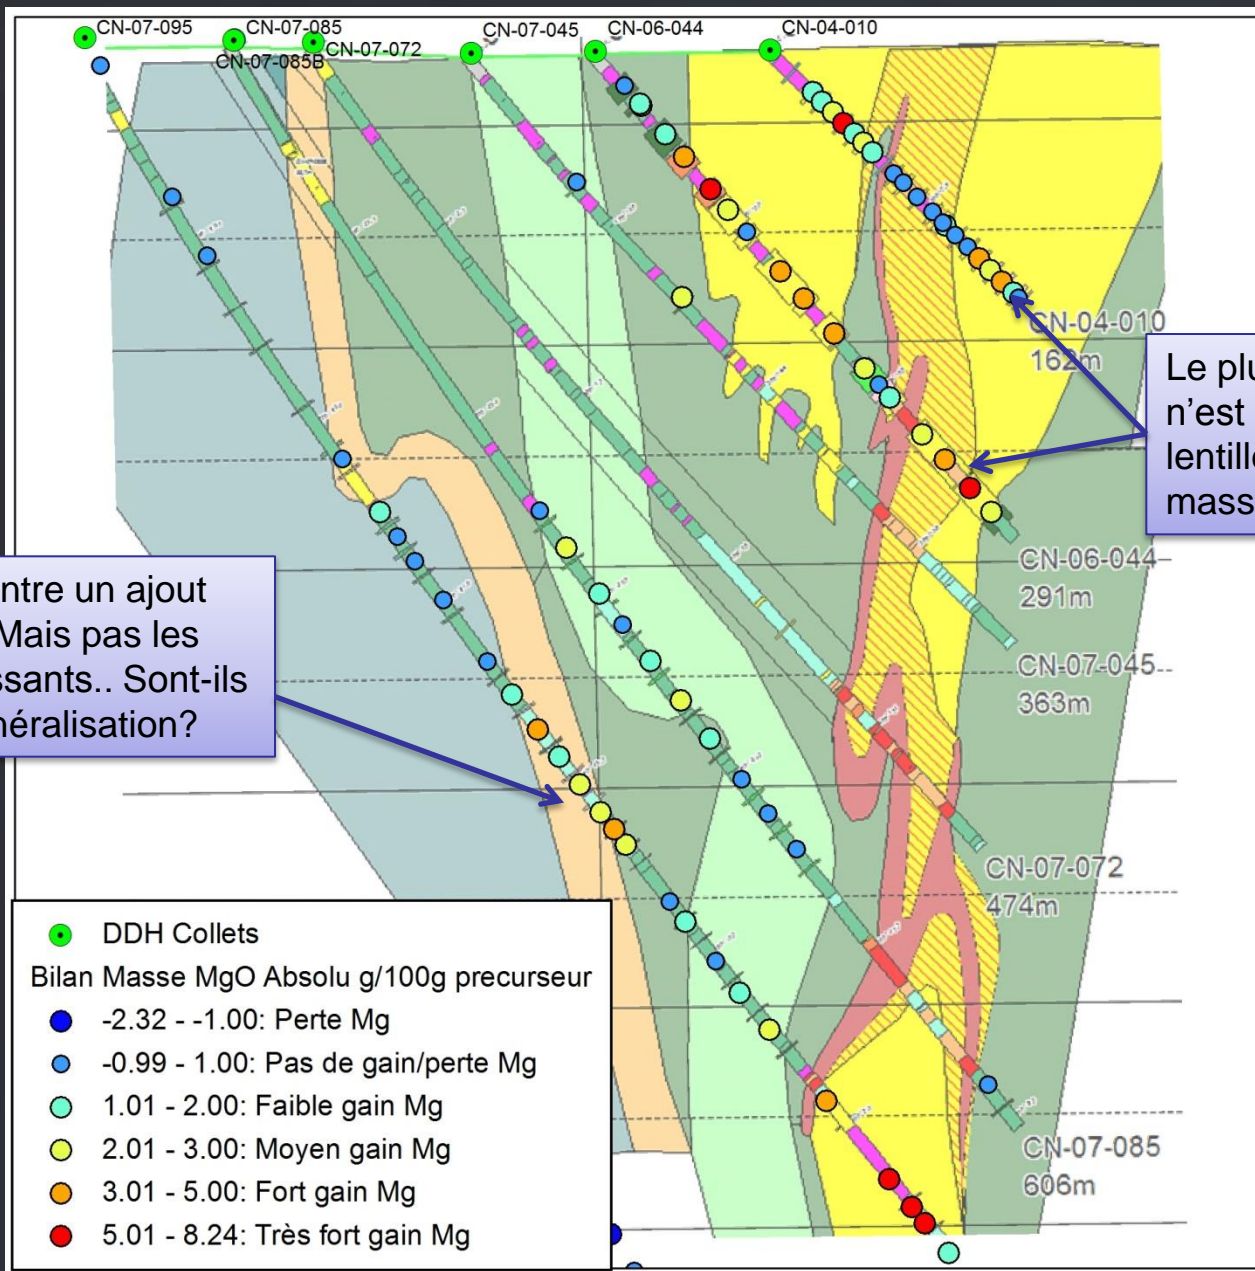 CN-07-095
CN-07-085
CN-07-085B
CN-07-072
CN-07-045
CN-06-044
CN-04-010
CN-04-010
162m
Le plu
n'est
lentille
mass
CN-06-044
291m
CN-07-045
363m
ntre un ajout
Mais pas les
ssants.. Sont-ils
néralisation?
CN-07-072
474m
CN-07-085
606m
DDH Collets
Bilan Masse MgO Absolu g/100g precurseur
-2.32 - -1.00: Perte Mg
-0.99 - 1.00: Pas de gain/perte Mg
1.01 - 2.00: Faible gain Mg
2.01 - 3.00: Moyen gain Mg
3.01 - 5.00: Fort gain Mg
5.01 - 8.24: Très fort gain Mg